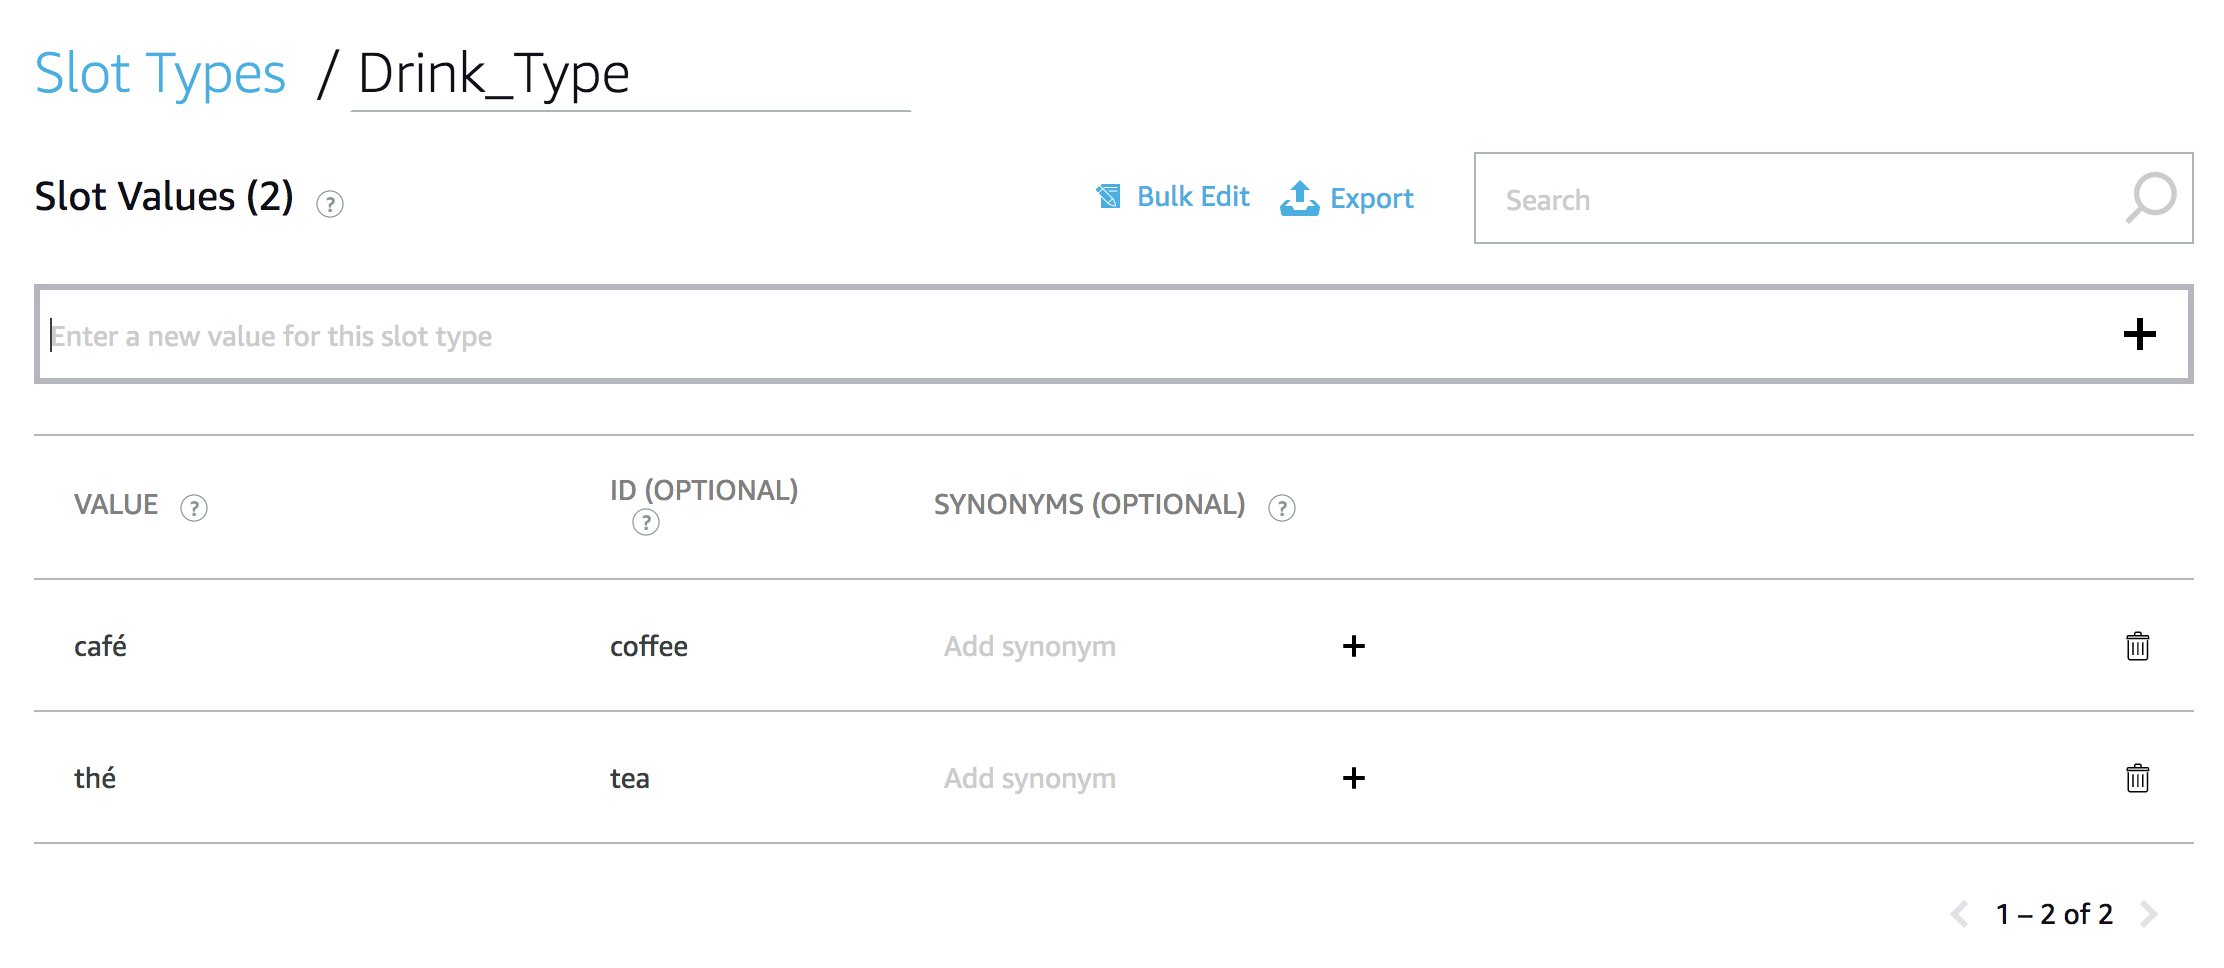 Slot Types / Drink_Type
Slot Values (2) ?
Bulk Edit Export Search
Enter a new value for this slot type
VALUE ? ID (OPTIONAL) ? SYNONYMS (OPTIONAL) ?
café coffee Add synonym
thé tea Add synonym
1 – 2 of 2